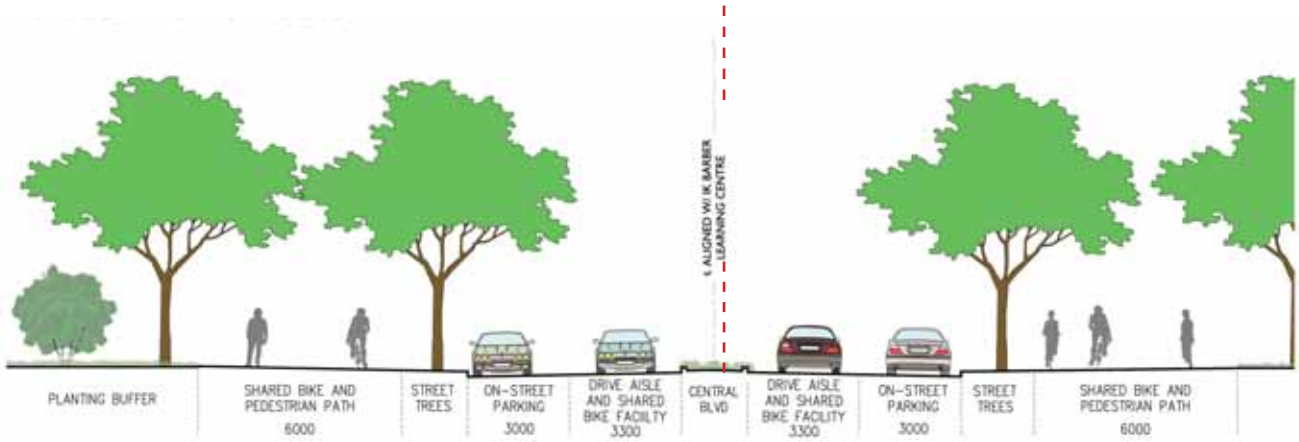 ℄ ALIGNED W/ IK BARBER
LEARNING CENTRE
PLANTING BUFFER
SHARED BIKE AND
PEDESTRIAN PATH
6000
STREET
TREES
ON-STREET
PARKING
3000
DRIVE AISLE
AND SHARED
BIKE FACIILTY
3300
CENTRAL
BLVD
DRIVE AISLE
AND SHARED
BIKE FACILITY
3300
ON-STREET
PARKING
3000
STREET
TREES
SHARED BIKE AND
PEDESTRIAN PATH
6000